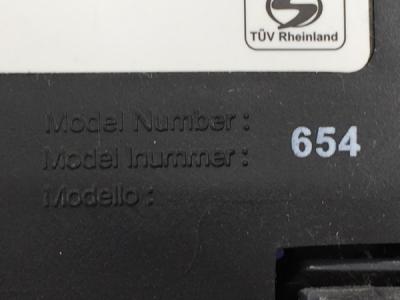 TÜV Rheinland
Model Number :
Model Inummer : 654
Modello :